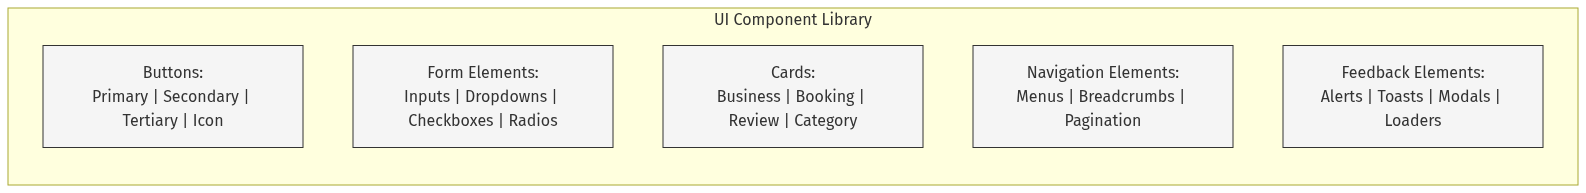 UI Component Library
Buttons:
Primary | Secondary |
Tertiary | Icon
Form Elements:
Inputs | Dropdowns |
Checkboxes | Radios
Cards:
Business | Booking |
Review | Category
Navigation Elements:
Menus | Breadcrumbs |
Pagination
Feedback Elements:
Alerts | Toasts | Modals |
Loaders